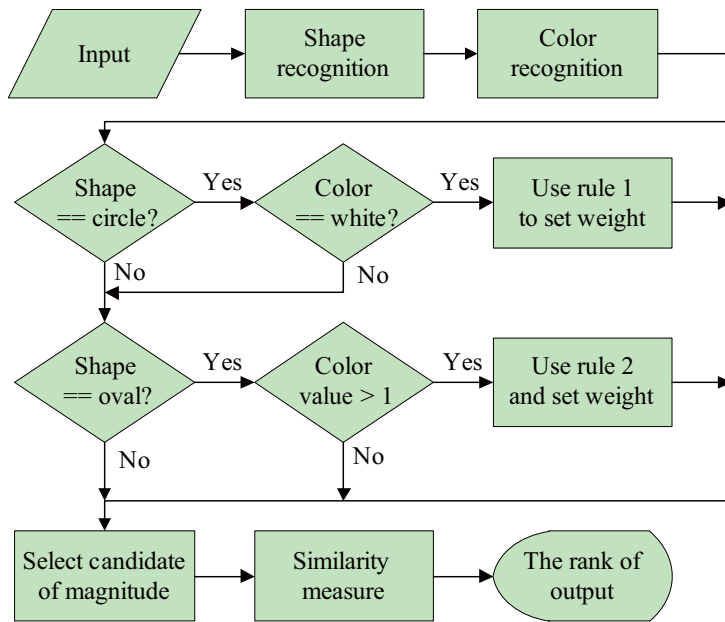 Input
Shape
recognition
Color
recognition
Shape
== circle?
Yes
Color
== white?
Yes
Use rule 1
to set weight
No
No
Shape
== oval?
Yes
Color
value > 1
Yes
Use rule 2
and set weight
No
No
Select candidate
of magnitude
Similarity
measure
The rank of
output